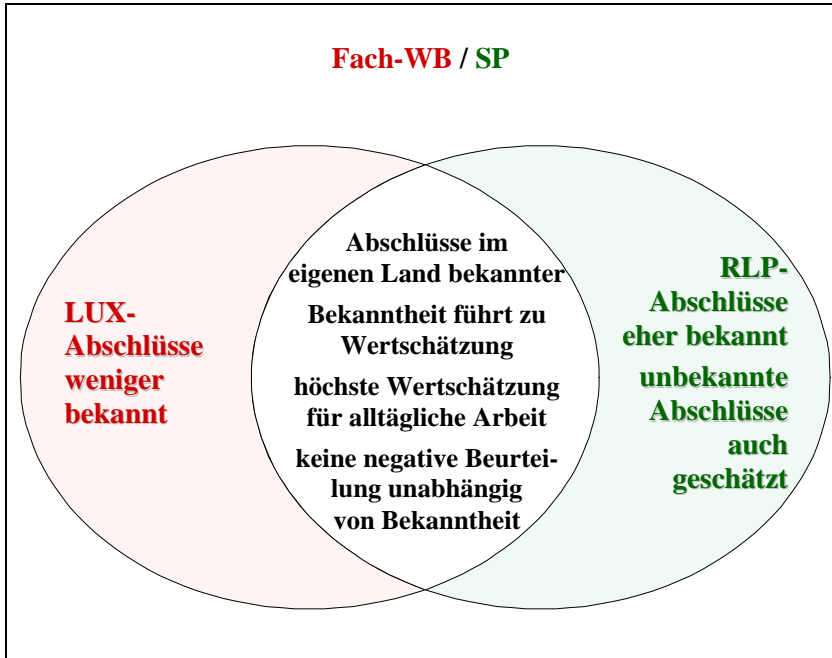 Fach-WB / SP
LUX-
Abschlüsse
weniger
bekannt
Abschlüsse im
eigenen Land bekannter
Bekanntheit führt zu
Wertschätzung
höchste Wertschätzung
für alltägliche Arbeit
keine negative Beurtei-
lung unabhängig
von Bekanntheit
RLP-
Abschlüsse
eher bekannt
unbekannte
Abschlüsse
auch
geschätzt